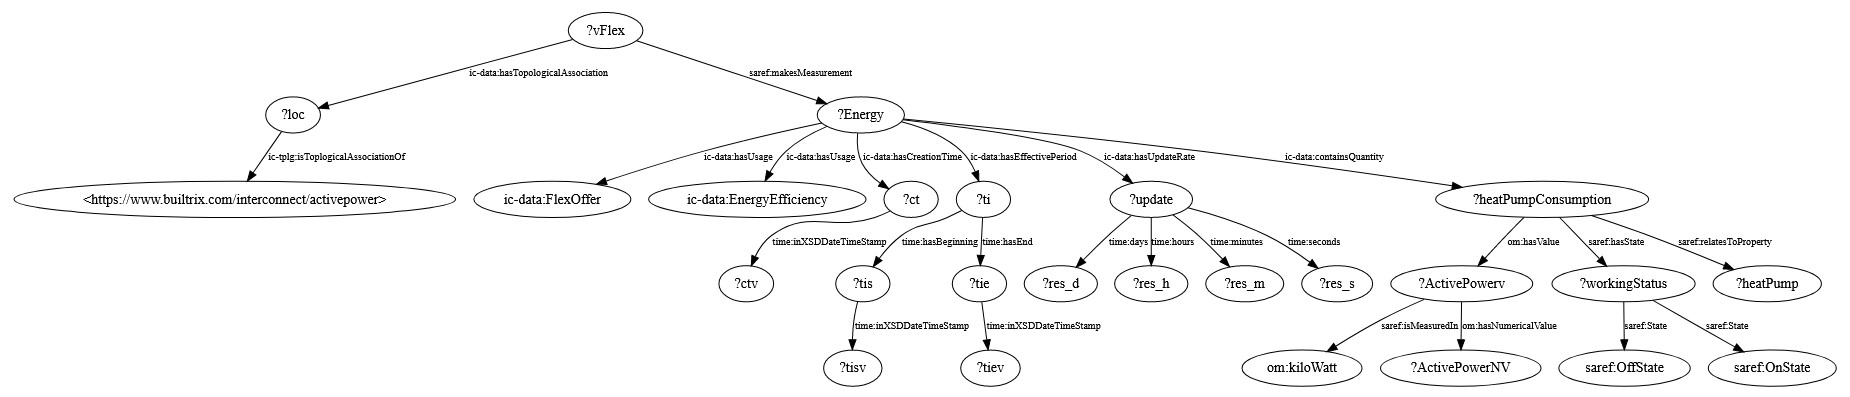 ?vFlex
ic-data:hasTopologicalAssociation
saref:makesMeasurement
?loc
?Energy
ic-tplg:isToplogicalAssociationOf
ic-data:hasUsage
ic-data:hasUsage
ic-data:hasCreationTime
ic-data:hasEffectivePeriod
ic-data:hasUpdateRate
ic-data:containsQuantity
<https://www.builtrix.com/interconnect/activepower>
ic-data:FlexOffer
ic-data:EnergyEfficiency
?ct
?ti
?update
?heatPumpConsumption
time:inXSDDateTimeStamp
time:hasBeginning
time:hasEnd
time:days
time:hours
time:minutes
time:seconds
om:hasValue
saref:hasState
saref:relatesToProperty
?ctv
?tis
?tie
?res_d
?res_h
?res_m
?res_s
?ActivePowerv
?workingStatus
?heatPump
time:inXSDDateTimeStamp
time:inXSDDateTimeStamp
saref:isMeasuredIn
om:hasNumericalValue
saref:State
saref:State
?tisv
?tiev
om:kiloWatt
?ActivePowerNV
saref:OffState
saref:OnState